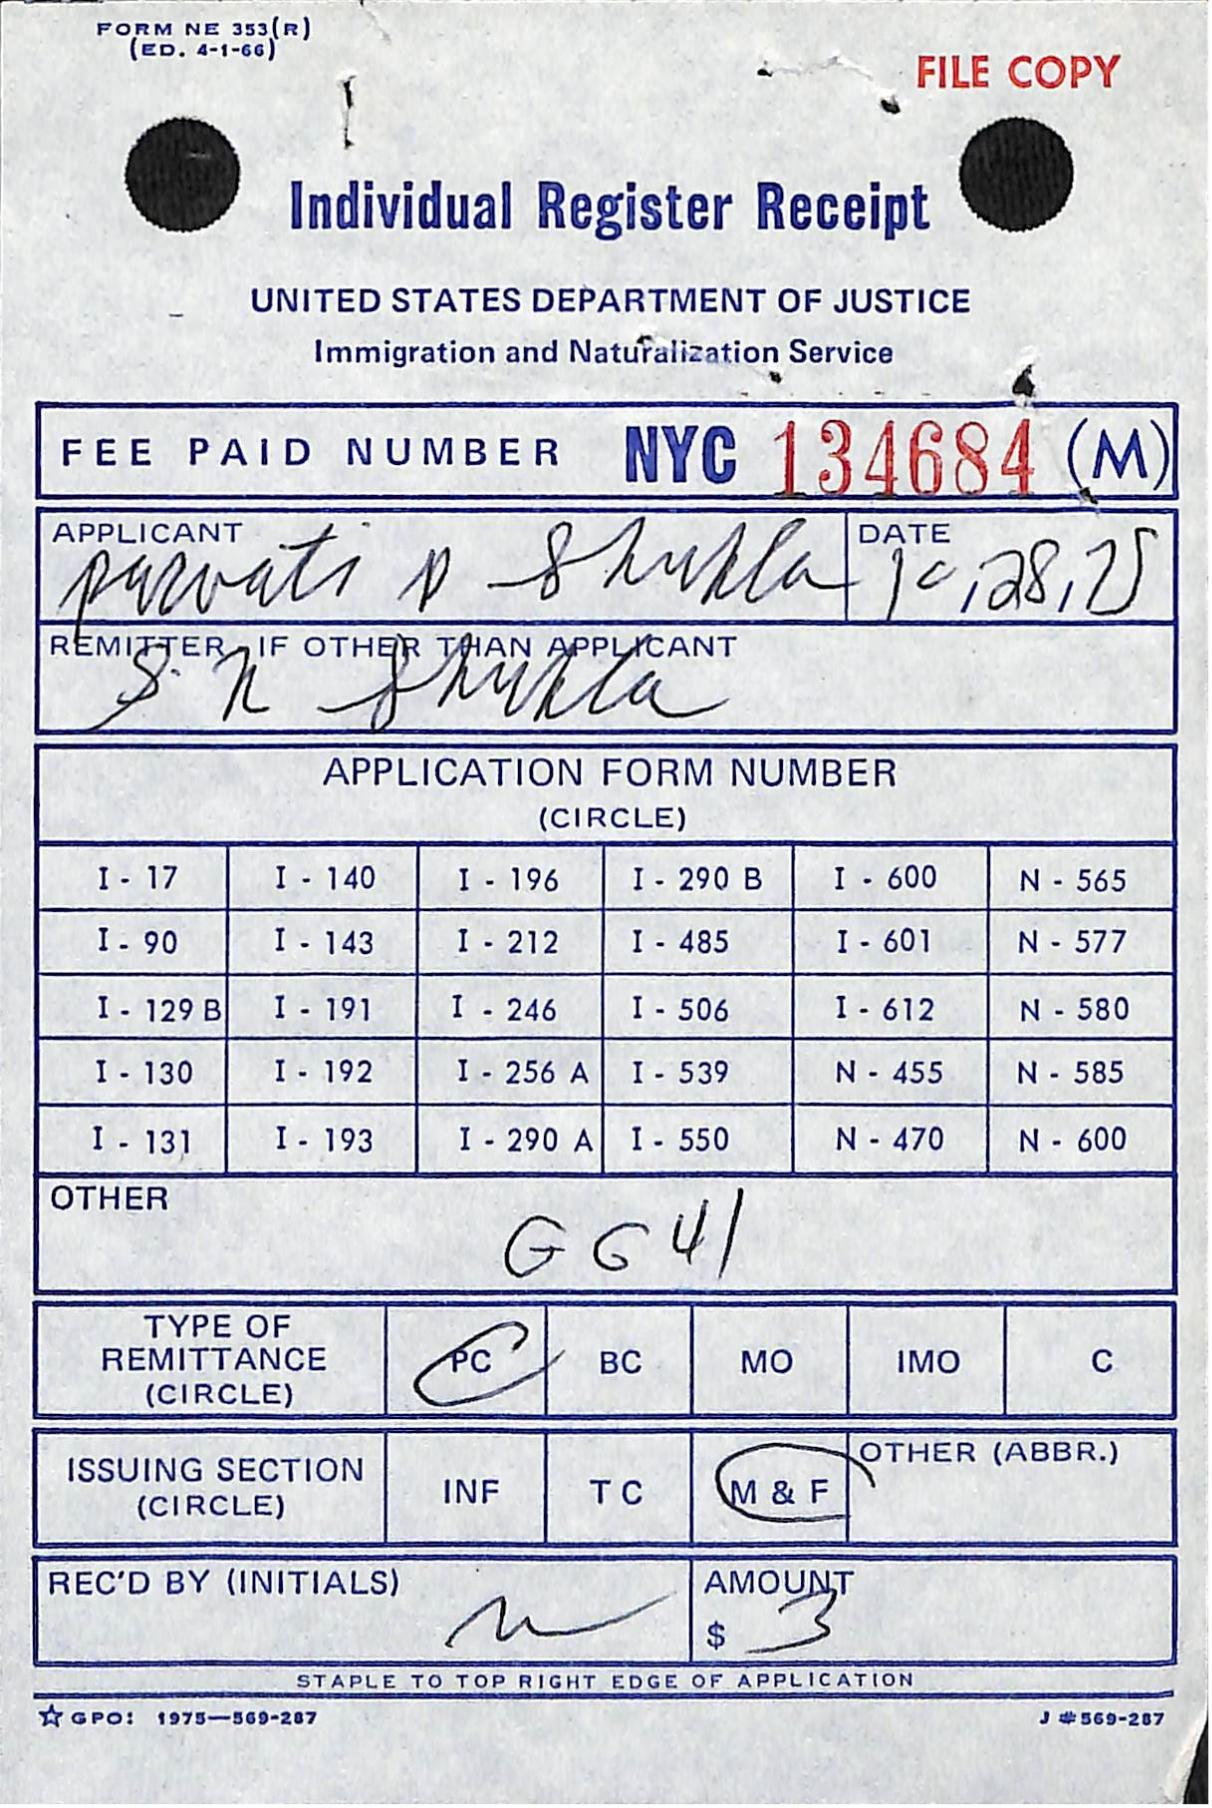 FORM NE 353(R)
(ED. 4-1-66)
FILE COPY
Individual Register Receipt
UNITED STATES DEPARTMENT OF JUSTICE
Immigration and Naturalization Service
FEE PAID NUMBER NYC 134684 (M)
APPLICANT DATE
parvati D Shukla 10,28,75
REMITTER, IF OTHER THAN APPLICANT
S. N Shukla
APPLICATION FORM NUMBER
(CIRCLE)
I - 17 I - 140 I - 196 I - 290 B I - 600 N - 565
I - 90 I - 143 I - 212 I - 485 I - 601 N - 577
I - 129 B I - 191 I - 246 I - 506 I - 612 N - 580
I - 130 I - 192 I - 256 A I - 539 N - 455 N - 585
I - 131 I - 193 I - 290 A I - 550 N - 470 N - 600
OTHER
G G41
TYPE OF
REMITTANCE
(CIRCLE)
PC BC MO IMO C
ISSUING SECTION
(CIRCLE)
INF TC M & F OTHER (ABBR.)
REC'D BY (INITIALS) AMOUNT
$ 3
STAPLE TO TOP RIGHT EDGE OF APPLICATION
☆ GPO: 1975—569-287 J #569-287